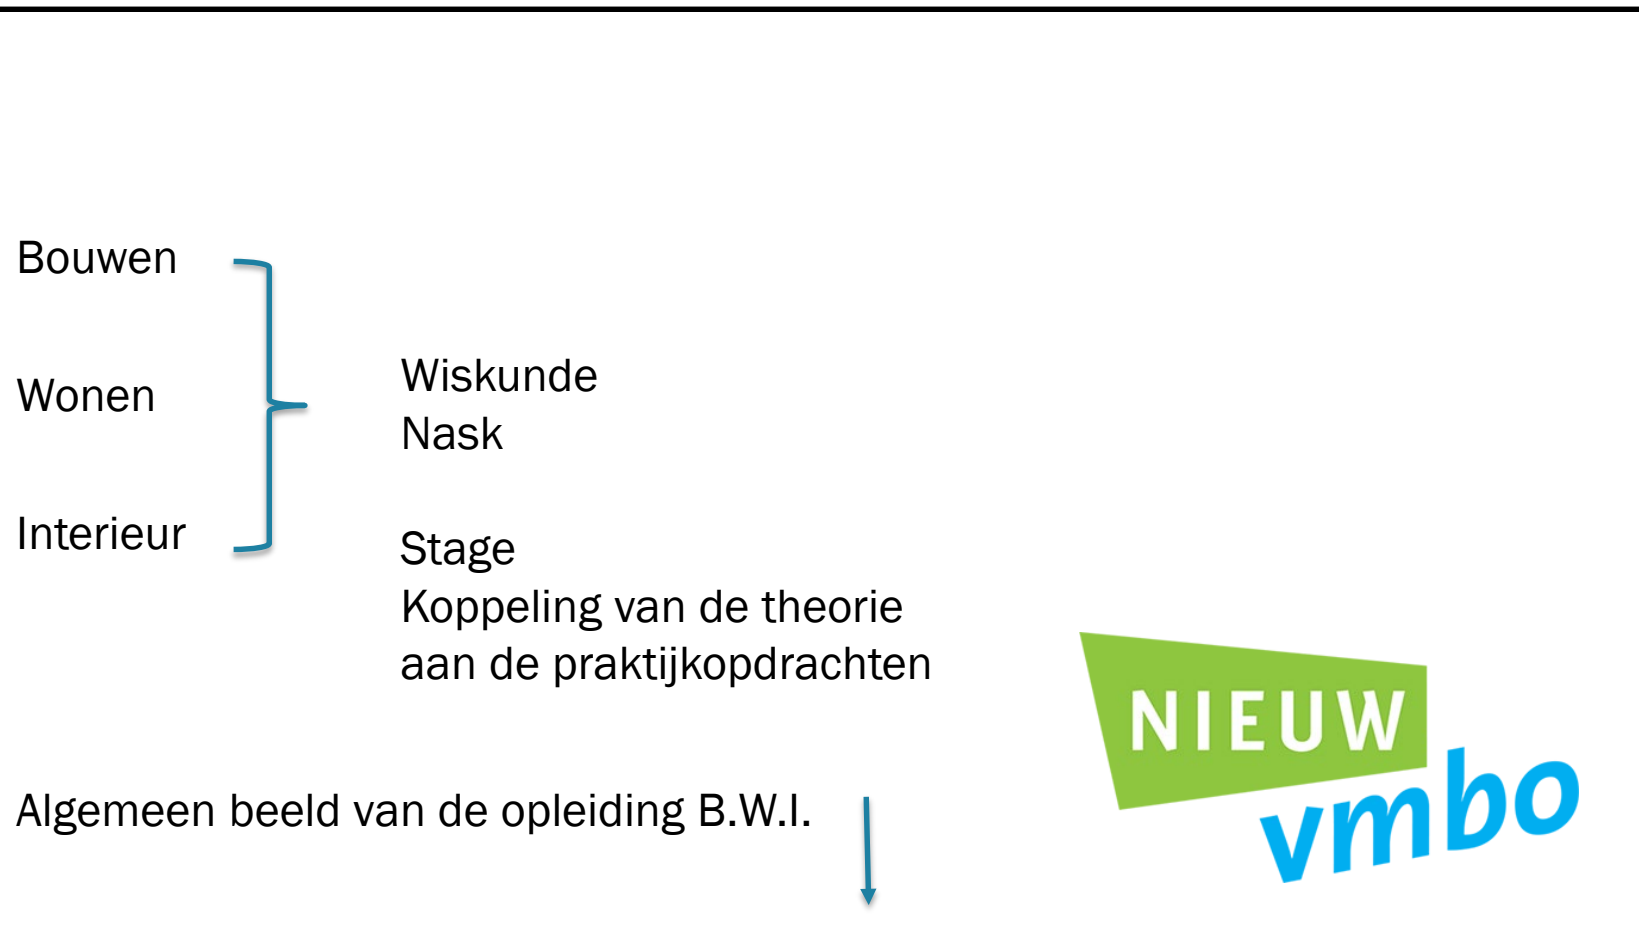 Bouwen
Wonen
Interieur
Wiskunde
Nask
Stage
Koppeling van de theorie
aan de praktijkopdrachten
Algemeen beeld van de opleiding B.W.I.
NIEUW
vmbo